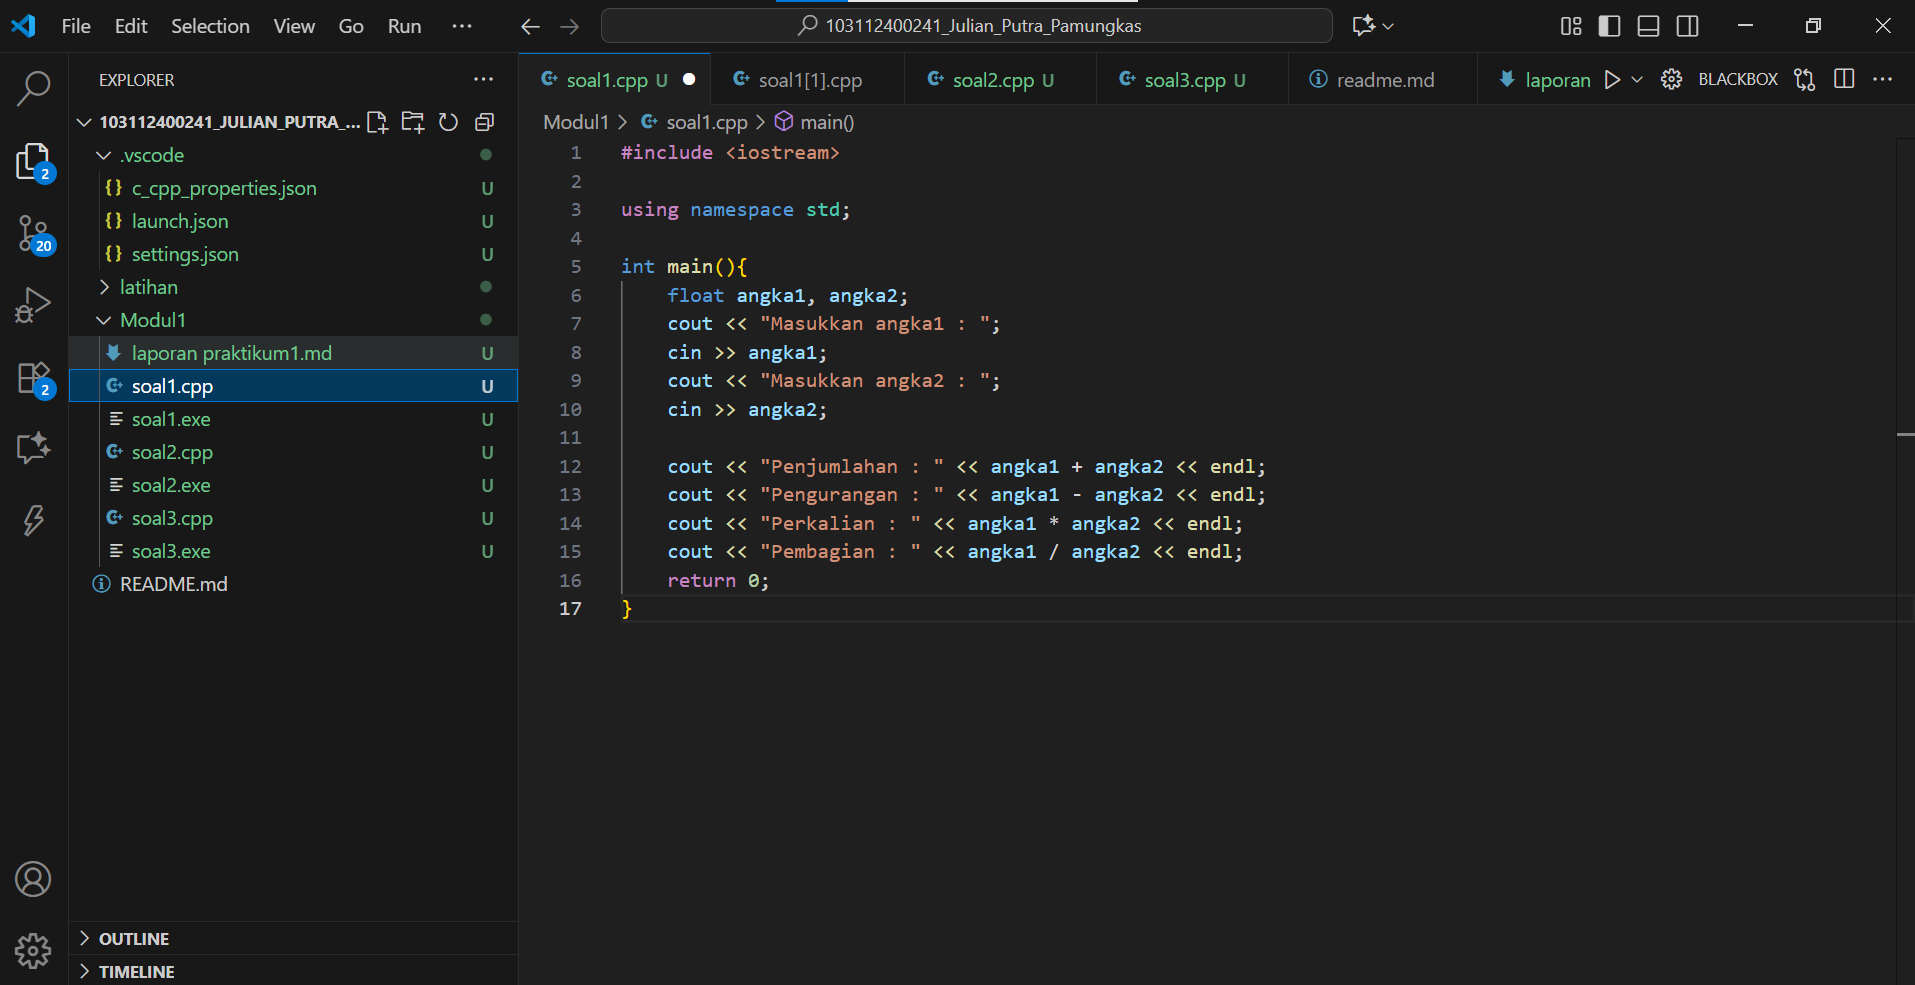 File Edit Selection View Go Run ··· 103112400241_Julian_Putra_Pamungkas
EXPLORER ···
103112400241_JULIAN_PUTRA_...
.vscode
{} c_cpp_properties.json U
{} launch.json U
{} settings.json U
latihan
Modul1
laporan praktikum1.md U
soal1.cpp U
soal1.exe U
soal2.cpp U
soal2.exe U
soal3.cpp U
soal3.exe U
README.md
OUTLINE
TIMELINE
2
20
2
soal1.cpp U soal1[1].cpp soal2.cpp U soal3.cpp U readme.md laporan BLACKBOX ···
Modul1 > soal1.cpp > main()
1 #include <iostream>
2
3 using namespace std;
4
5 int main(){
6 float angka1, angka2;
7 cout << "Masukkan angka1 : ";
8 cin >> angka1;
9 cout << "Masukkan angka2 : ";
10 cin >> angka2;
11
12 cout << "Penjumlahan : " << angka1 + angka2 << endl;
13 cout << "Pengurangan : " << angka1 - angka2 << endl;
14 cout << "Perkalian : " << angka1 * angka2 << endl;
15 cout << "Pembagian : " << angka1 / angka2 << endl;
16 return 0;
17 }